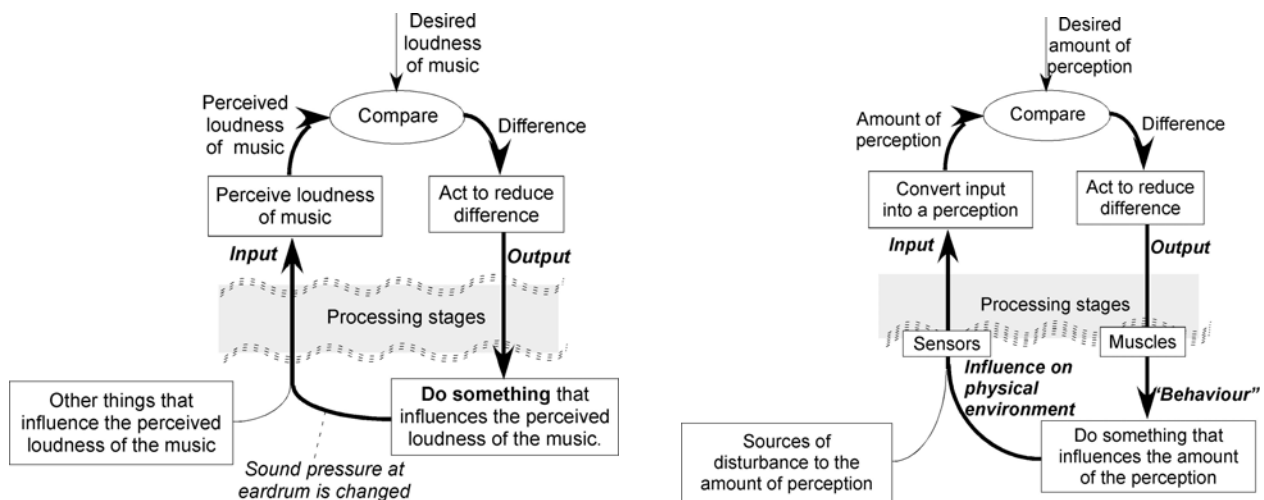 Desired
loudness
of music
Perceived
loudness
of music
Compare
Difference
Perceive loudness
of music
Act to reduce
difference
Input
Output
Processing stages
Other things that
influence the perceived
loudness of the music
Do something that
influences the perceived
loudness of the music.
Sound pressure at
eardrum is changed
Desired
amount of
perception
Amount of
perception
Compare
Difference
Convert input
into a perception
Act to reduce
difference
Input
Output
Processing stages
Sensors
Muscles
Influence on
physical
environment
“Behaviour”
Sources of
disturbance to the
amount of perception
Do something that
influences the amount
of the perception